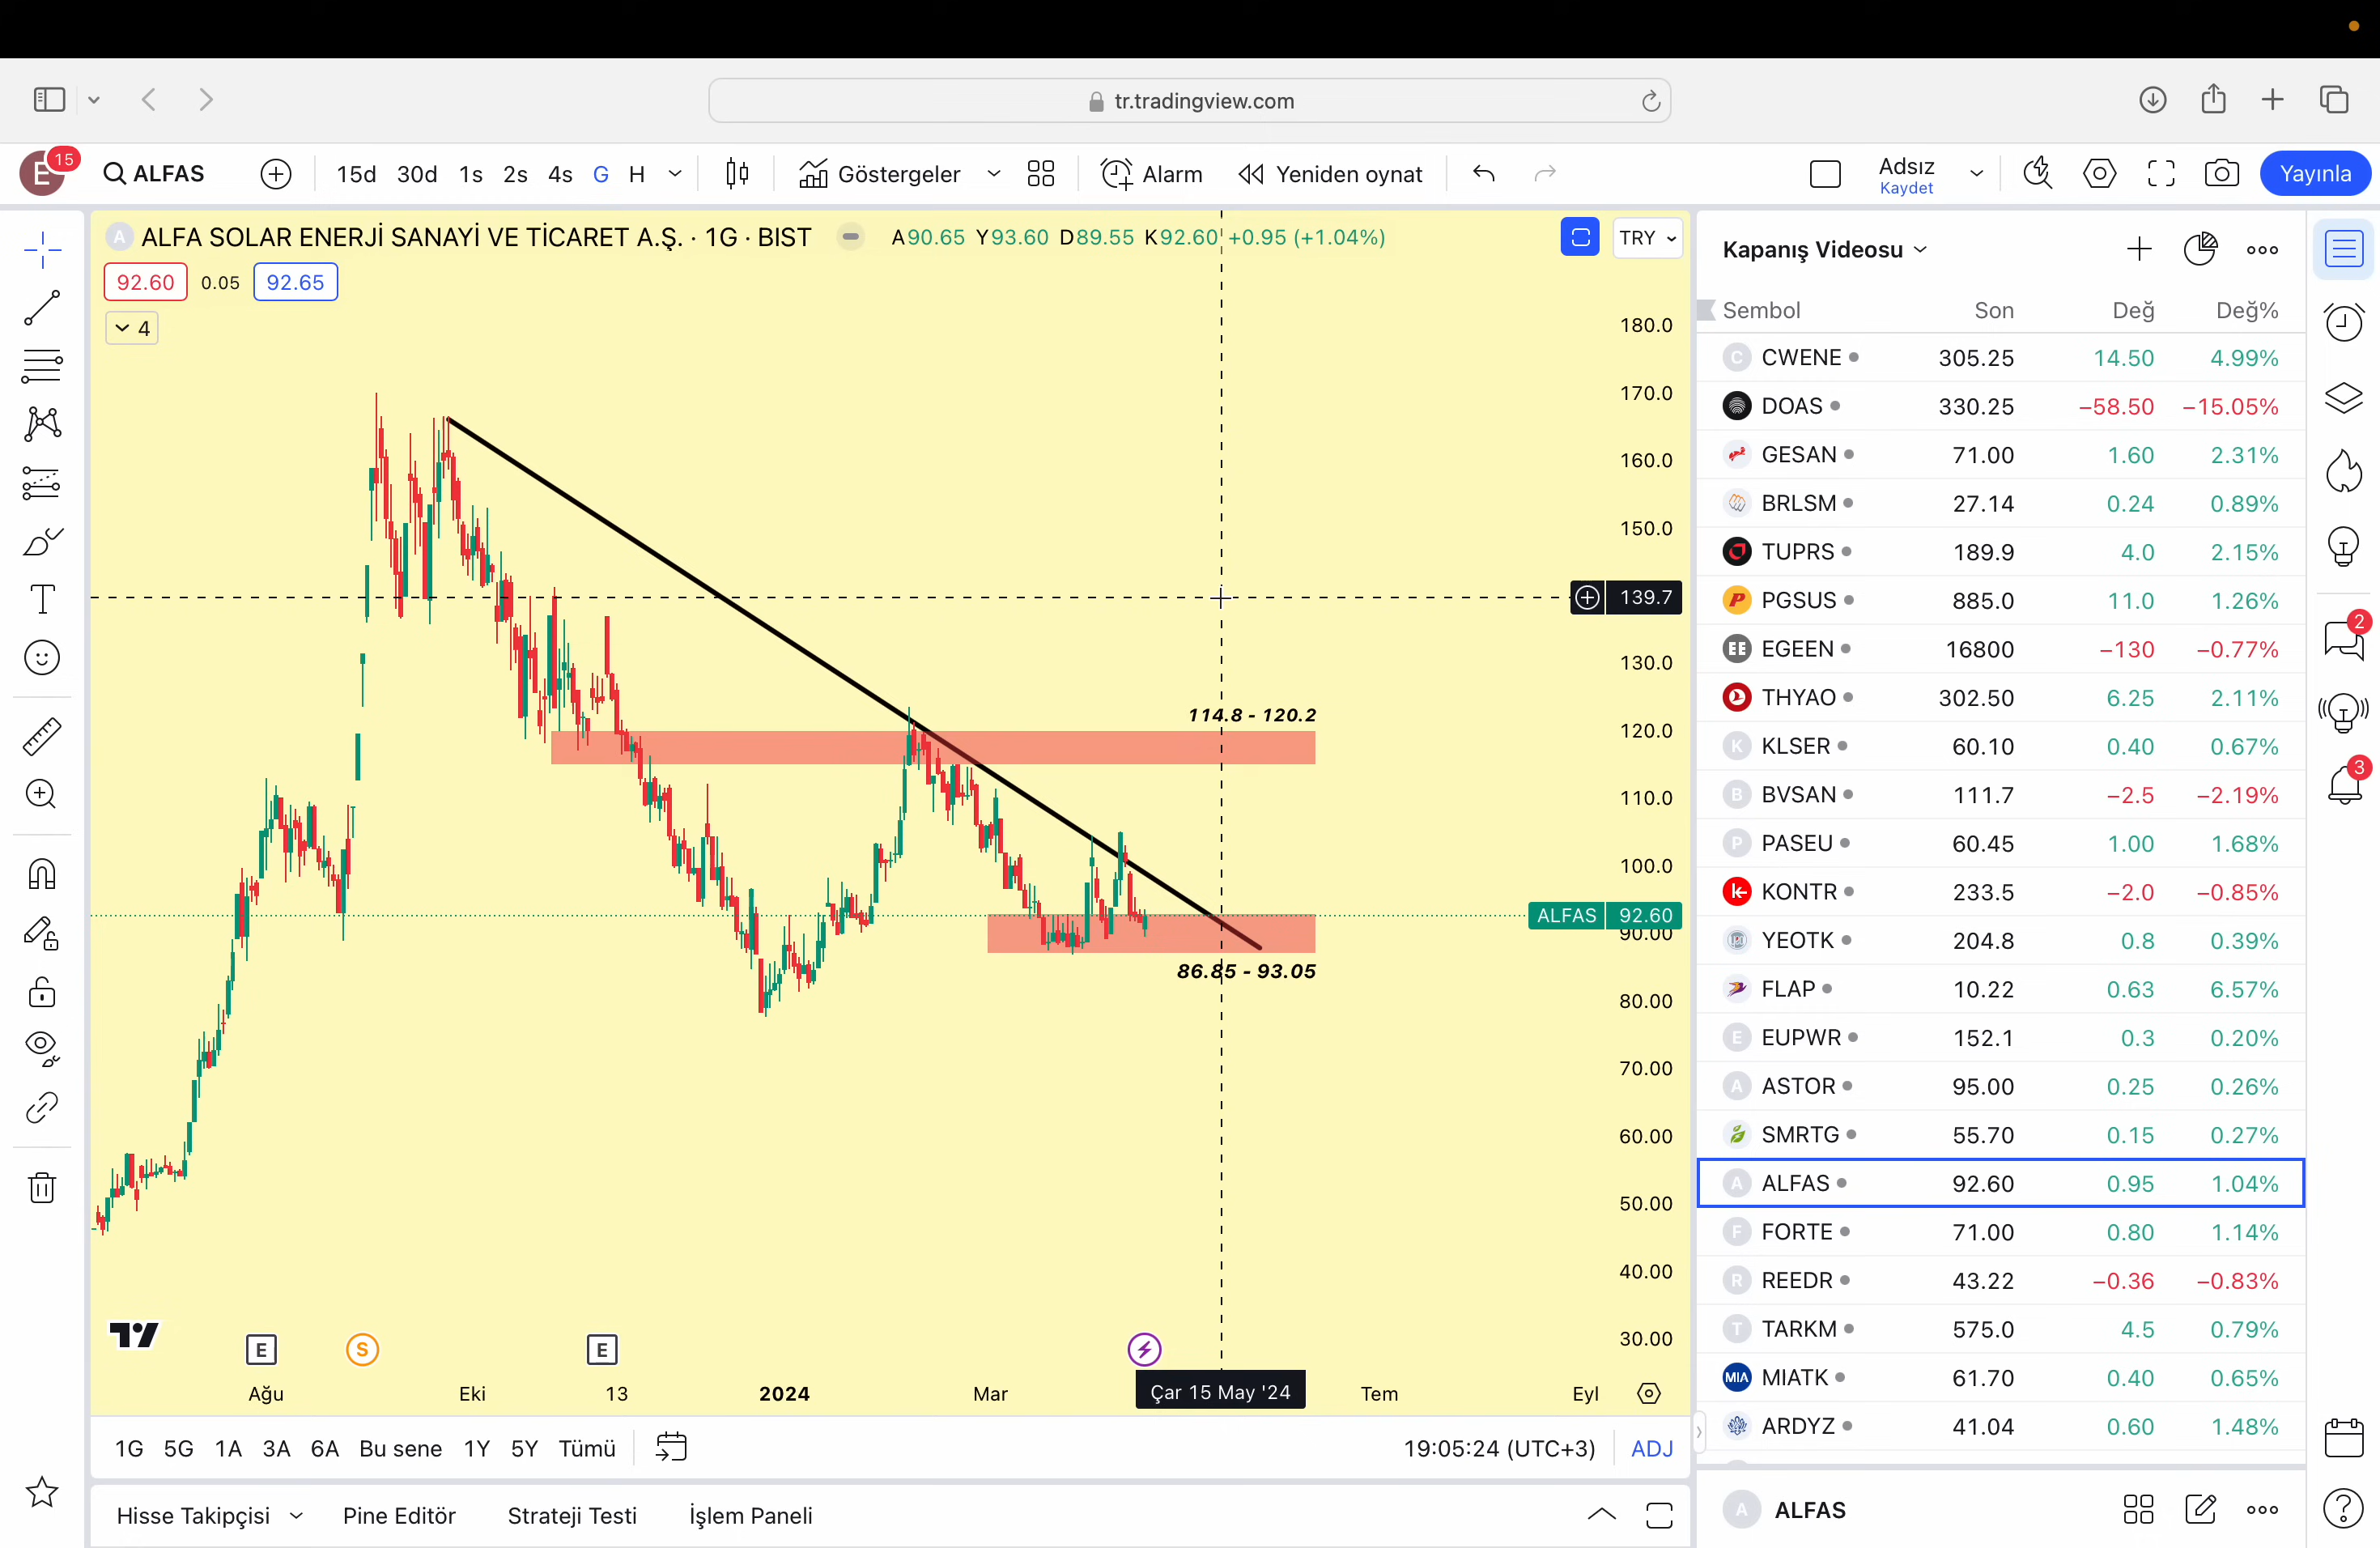 tr.tradingview.com
E 15 ALFAS 15d 30d 1s 2s 4s G H Göstergeler Alarm Yeniden oynat Adsız Kaydet Yayınla
A ALFA SOLAR ENERJİ SANAYİ VE TİCARET A.Ş. · 1G · BIST A90.65 Y93.60 D89.55 K92.60 +0.95 (+1.04%) TRY
92.60 0.05 92.65
4
180.0
170.0
160.0
150.0
139.7
130.0
114.8 - 120.2
120.0
110.0
100.0
ALFAS 92.60
90.00
86.85 - 93.05
80.00
70.00
60.00
50.00
40.00
30.00
E S E
Ağu Eki 13 2024 Mar Çar 15 May '24 Tem Eyl
1G 5G 1A 3A 6A Bu sene 1Y 5Y Tümü 19:05:24 (UTC+3) ADJ
Hisse Takipçisi Pine Editör Strateji Testi İşlem Paneli
Kapanış Videosu
Sembol Son Değ Değ%
C CWENE 305.25 14.50 4.99%
DOAS 330.25 −58.50 −15.05%
GESAN 71.00 1.60 2.31%
BRLSM 27.14 0.24 0.89%
TUPRS 189.9 4.0 2.15%
P PGSUS 885.0 11.0 1.26%
EE EGEEN 16800 −130 −0.77%
THYAO 302.50 6.25 2.11%
K KLSER 60.10 0.40 0.67%
B BVSAN 111.7 −2.5 −2.19%
P PASEU 60.45 1.00 1.68%
KONTR 233.5 −2.0 −0.85%
YEOTK 204.8 0.8 0.39%
FLAP 10.22 0.63 6.57%
E EUPWR 152.1 0.3 0.20%
A ASTOR 95.00 0.25 0.26%
SMRTG 55.70 0.15 0.27%
A ALFAS 92.60 0.95 1.04%
F FORTE 71.00 0.80 1.14%
R REEDR 43.22 −0.36 −0.83%
T TARKM 575.0 4.5 0.79%
MIA MIATK 61.70 0.40 0.65%
ARDYZ 41.04 0.60 1.48%
A ALFAS
2
3